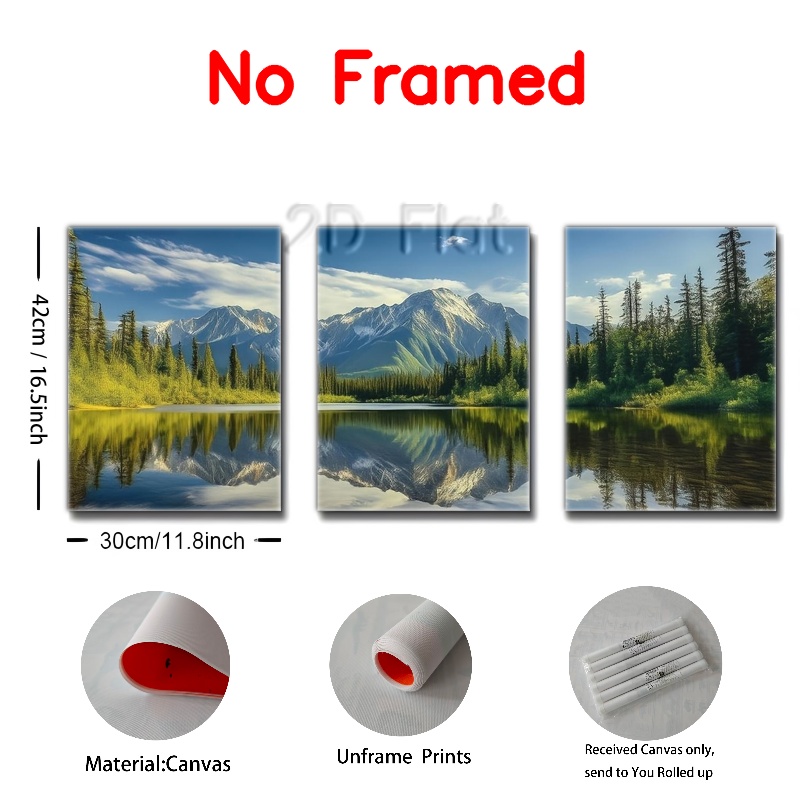 No Framed
2D Flat
42cm / 16.5inch
30cm/11.8inch
Material:Canvas
Unframe Prints
Received Canvas only,
send to You Rolled up